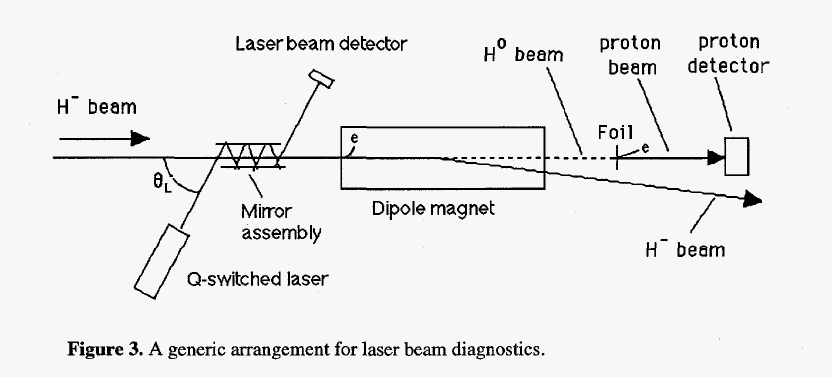 Laser beam detector
H⁰ beam
proton
beam
proton
detector
H⁻ beam
e
Foil
e
θL
Mirror
assembly
Dipole magnet
H⁻ beam
Q-switched laser
Figure 3. A generic arrangement for laser beam diagnostics.